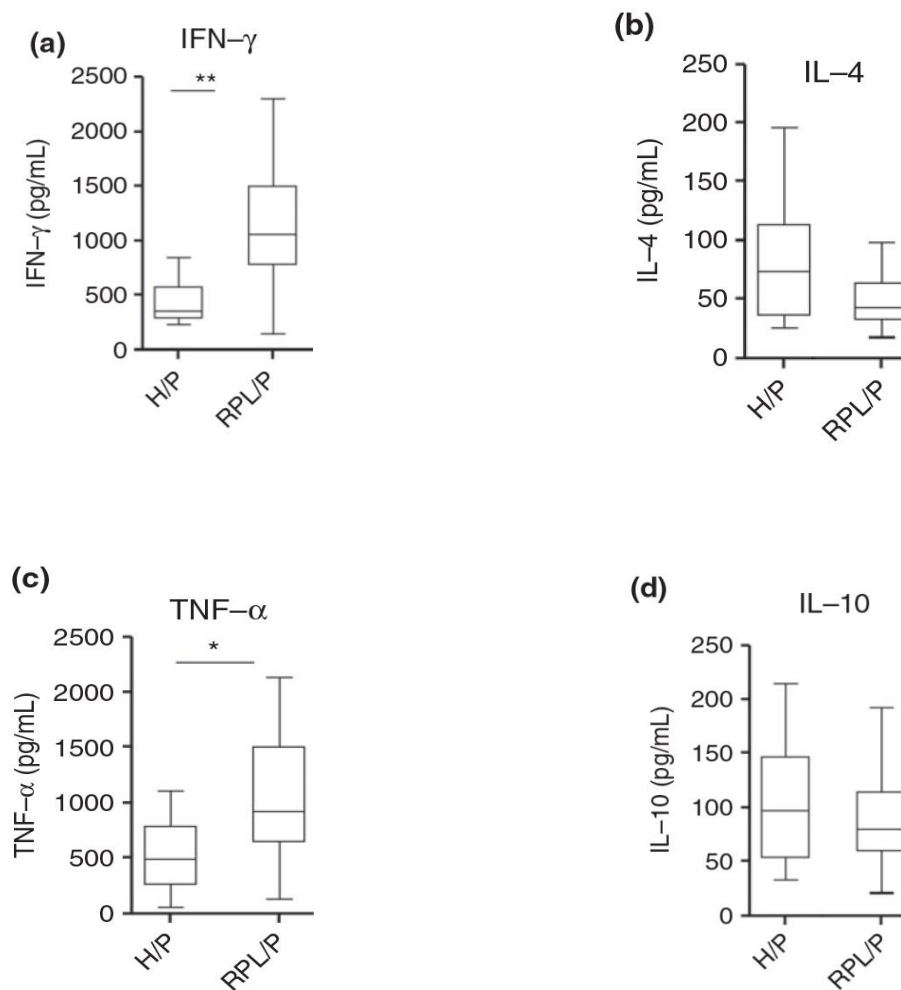 (a)
IFN–γ
IFN–γ (pg/mL)
2500
2000
1500
1000
500
0
**
H/P
RPL/P
(b)
IL–4
IL–4 (pg/mL)
250
200
150
100
50
0
H/P
RPL/P
(c)
TNF–α
TNF–α (pg/mL)
2500
2000
1500
1000
500
0
*
H/P
RPL/P
(d)
IL–10
IL–10 (pg/mL)
250
200
150
100
50
0
H/P
RPL/P